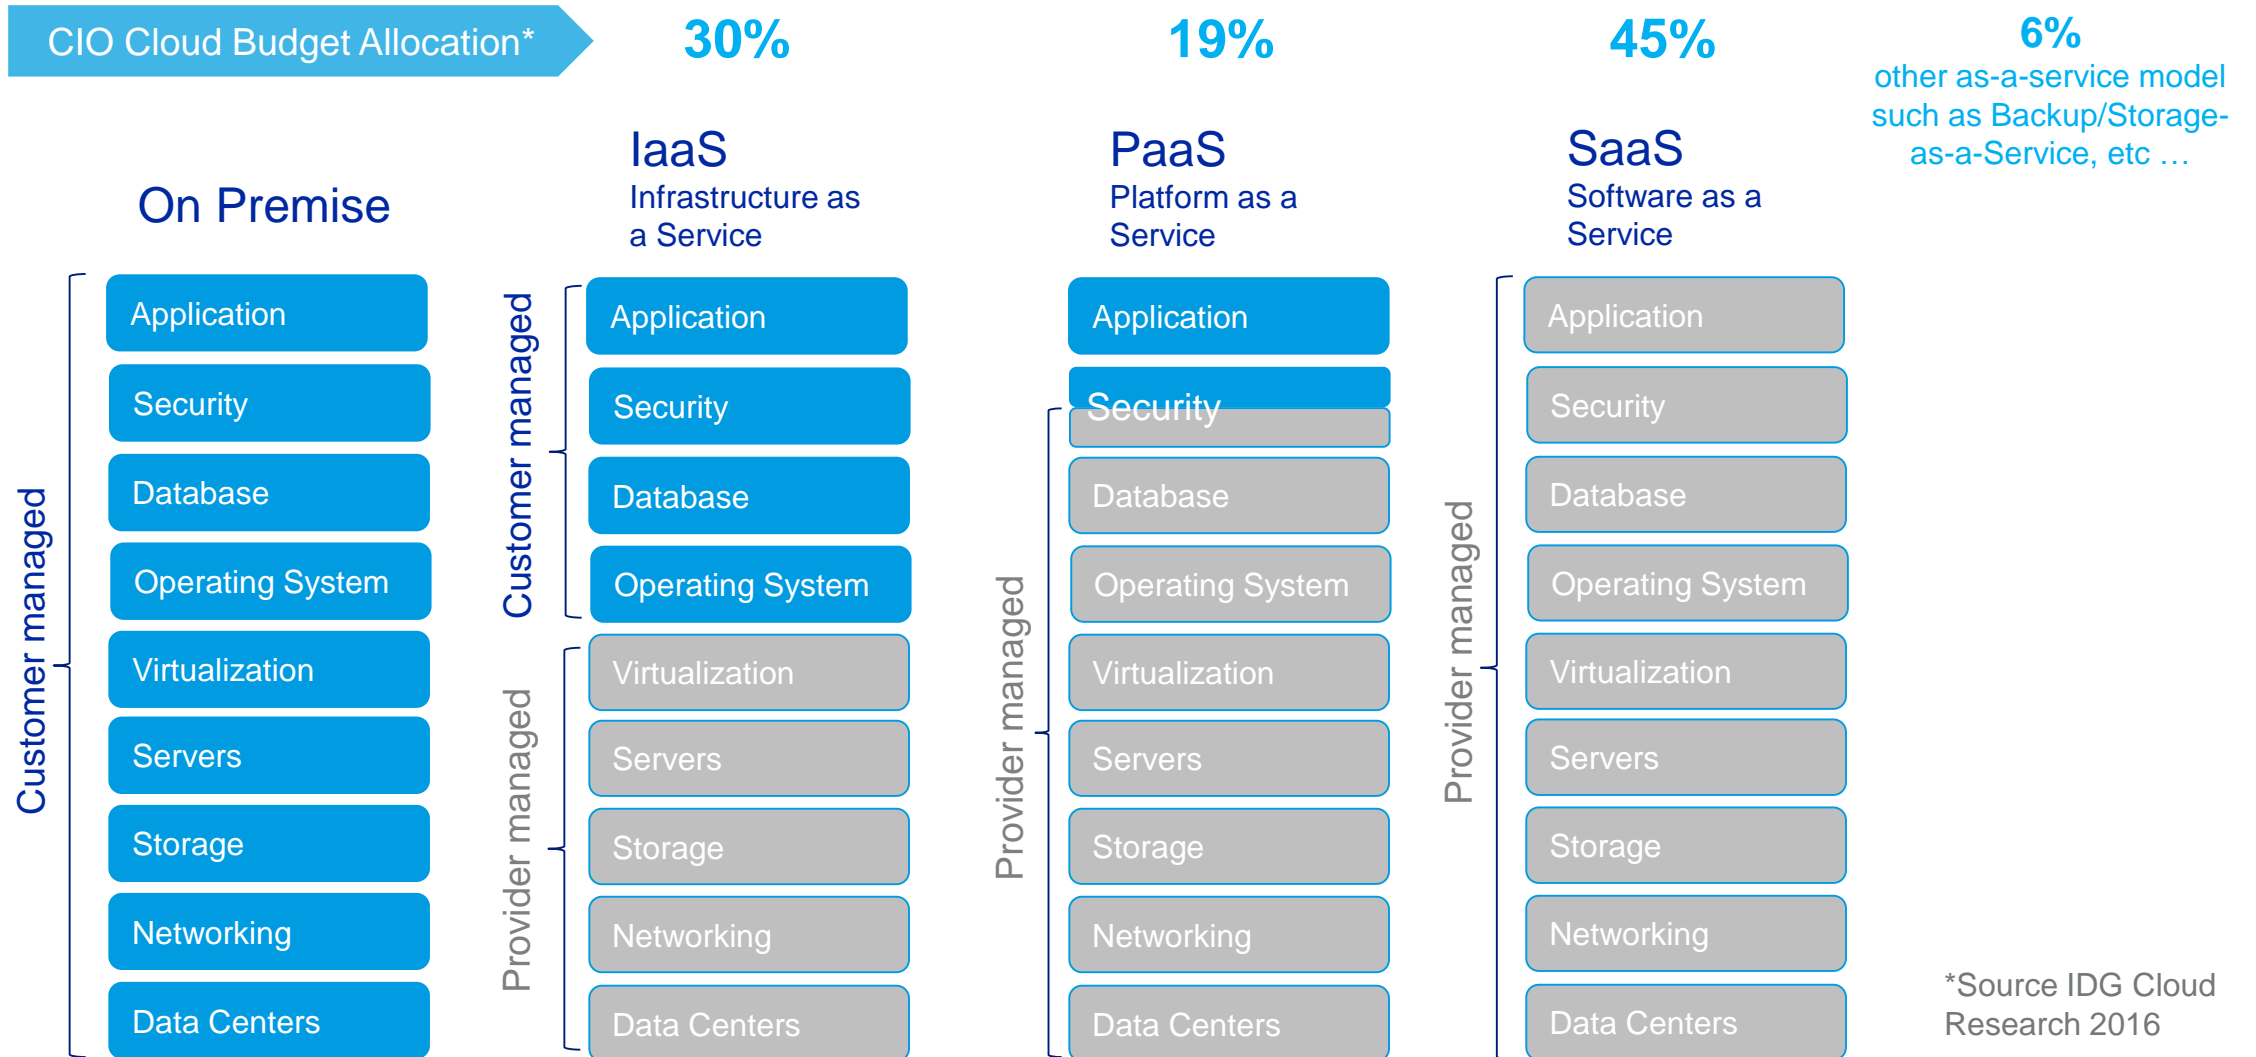 CIO Cloud Budget Allocation*
30%
19%
45%
6%
other as-a-service model
such as Backup/Storage-
as-a-Service, etc …
On Premise
Customer managed
Application
Security
Database
Operating System
Virtualization
Servers
Storage
Networking
Data Centers
IaaS
Infrastructure as
a Service
Customer managed
Provider managed
Application
Security
Database
Operating System
Virtualization
Servers
Storage
Networking
Data Centers
PaaS
Platform as a
Service
Provider managed
Application
Security
Database
Operating System
Virtualization
Servers
Storage
Networking
Data Centers
SaaS
Software as a
Service
Provider managed
Application
Security
Database
Operating System
Virtualization
Servers
Storage
Networking
Data Centers
*Source IDG Cloud
Research 2016